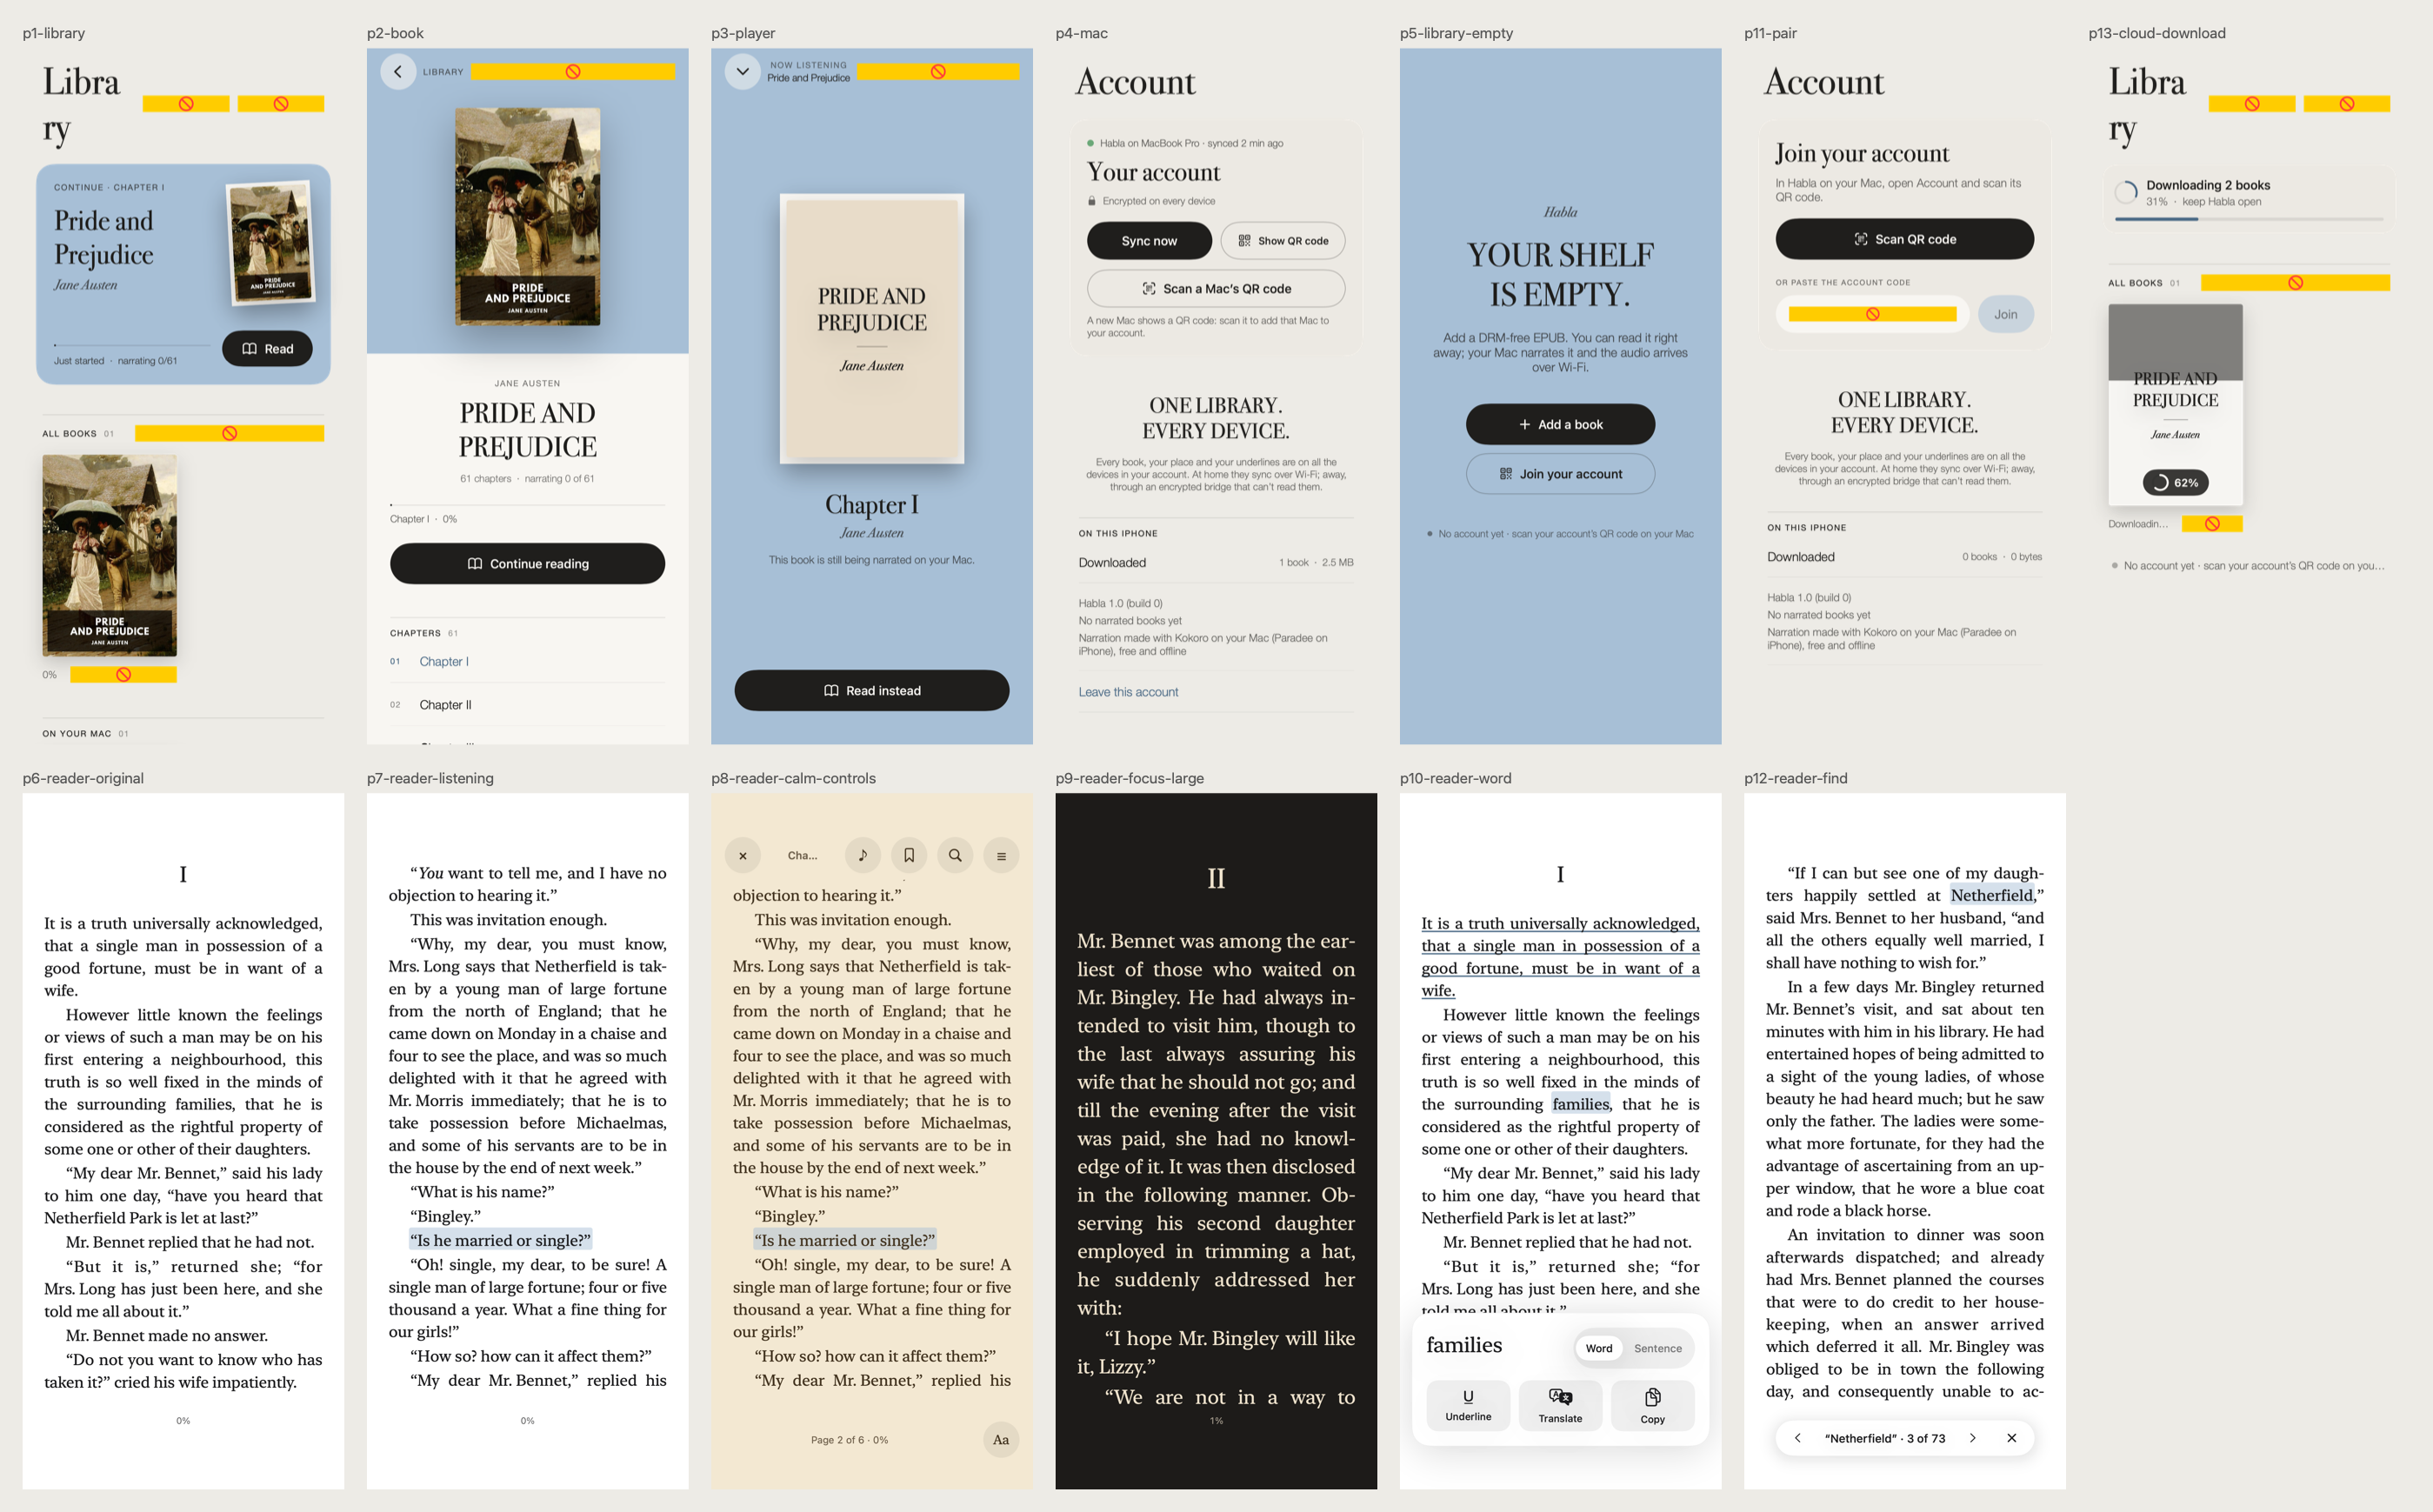 p1-library
Libra
ry
CONTINUE · CHAPTER I
Pride and
Prejudice
Jane Austen
PRIDE
AND PREJUDICE
JANE AUSTEN
Just started · narrating 0/61
Read
ALL BOOKS 01
PRIDE
AND PREJUDICE
JANE AUSTEN
0%
ON YOUR MAC 01
p2-book
LIBRARY
PRIDE
AND PREJUDICE
JANE AUSTEN
JANE AUSTEN
PRIDE AND
PREJUDICE
61 chapters · narrating 0 of 61
Chapter I · 0%
Continue reading
CHAPTERS 61
01 Chapter I
02 Chapter II
p3-player
NOW LISTENING
Pride and Prejudice
PRIDE AND
PREJUDICE
Jane Austen
Chapter I
Jane Austen
This book is still being narrated on your Mac.
Read instead
p4-mac
Account
Habla on MacBook Pro · synced 2 min ago
Your account
Encrypted on every device
Sync now
Show QR code
Scan a Mac’s QR code
A new Mac shows a QR code: scan it to add that Mac to
your account.
ONE LIBRARY.
EVERY DEVICE.
Every book, your place and your underlines are on all the
devices in your account. At home they sync over Wi-Fi; away,
through an encrypted bridge that can’t read them.
ON THIS IPHONE
Downloaded 1 book · 2.5 MB
Habla 1.0 (build 0)
No narrated books yet
Narration made with Kokoro on your Mac (Paradee on
iPhone), free and offline
Leave this account
p5-library-empty
Habla
YOUR SHELF
IS EMPTY.
Add a DRM-free EPUB. You can read it right
away; your Mac narrates it and the audio arrives
over Wi-Fi.
Add a book
Join your account
No account yet · scan your account’s QR code on your Mac
p11-pair
Account
Join your account
In Habla on your Mac, open Account and scan its
QR code.
Scan QR code
OR PASTE THE ACCOUNT CODE
Join
ONE LIBRARY.
EVERY DEVICE.
Every book, your place and your underlines are on all the
devices in your account. At home they sync over Wi-Fi; away,
through an encrypted bridge that can’t read them.
ON THIS IPHONE
Downloaded 0 books · 0 bytes
Habla 1.0 (build 0)
No narrated books yet
Narration made with Kokoro on your Mac (Paradee on
iPhone), free and offline
p13-cloud-download
Libra
ry
Downloading 2 books
31% · keep Habla open
ALL BOOKS 01
PRIDE AND
PREJUDICE
Jane Austen
62%
Downloadin…
No account yet · scan your account’s QR code on you…
p6-reader-original
I
It is a truth universally acknowledged,
that a single man in possession of a
good fortune, must be in want of a
wife.
However little known the feelings
or views of such a man may be on his
first entering a neighbourhood, this
truth is so well fixed in the minds of
the surrounding families, that he is
considered as the rightful property of
some one or other of their daughters.
“My dear Mr. Bennet,” said his lady
to him one day, “have you heard that
Netherfield Park is let at last?”
Mr. Bennet replied that he had not.
“But it is,” returned she; “for
Mrs. Long has just been here, and she
told me all about it.”
Mr. Bennet made no answer.
“Do not you want to know who has
taken it?” cried his wife impatiently.
0%
p7-reader-listening
“You want to tell me, and I have no
objection to hearing it.”
This was invitation enough.
“Why, my dear, you must know,
Mrs. Long says that Netherfield is tak-
en by a young man of large fortune
from the north of England; that he
came down on Monday in a chaise and
four to see the place, and was so much
delighted with it that he agreed with
Mr. Morris immediately; that he is to
take possession before Michaelmas,
and some of his servants are to be in
the house by the end of next week.”
“What is his name?”
“Bingley.”
“Is he married or single?”
“Oh! single, my dear, to be sure! A
single man of large fortune; four or five
thousand a year. What a fine thing for
our girls!”
“How so? how can it affect them?”
“My dear Mr. Bennet,” replied his
0%
p8-reader-calm-controls
Cha…
objection to hearing it.”
This was invitation enough.
“Why, my dear, you must know,
Mrs. Long says that Netherfield is tak-
en by a young man of large fortune
from the north of England; that he
came down on Monday in a chaise and
four to see the place, and was so much
delighted with it that he agreed with
Mr. Morris immediately; that he is to
take possession before Michaelmas,
and some of his servants are to be in
the house by the end of next week.”
“What is his name?”
“Bingley.”
“Is he married or single?”
“Oh! single, my dear, to be sure! A
single man of large fortune; four or five
thousand a year. What a fine thing for
our girls!”
“How so? how can it affect them?”
“My dear Mr. Bennet,” replied his
Page 2 of 6 · 0%
Aa
p9-reader-focus-large
II
Mr. Bennet was among the ear-
liest of those who waited on
Mr. Bingley. He had always in-
tended to visit him, though to
the last always assuring his
wife that he should not go; and
till the evening after the visit
was paid, she had no knowl-
edge of it. It was then disclosed
in the following manner. Ob-
serving his second daughter
employed in trimming a hat,
he suddenly addressed her
with:
“I hope Mr. Bingley will like
it, Lizzy.”
“We are not in a way to
1%
p10-reader-word
I
It is a truth universally acknowledged,
that a single man in possession of a
good fortune, must be in want of a
wife.
However little known the feelings
or views of such a man may be on his
first entering a neighbourhood, this
truth is so well fixed in the minds of
the surrounding families, that he is
considered as the rightful property of
some one or other of their daughters.
“My dear Mr. Bennet,” said his lady
to him one day, “have you heard that
Netherfield Park is let at last?”
Mr. Bennet replied that he had not.
“But it is,” returned she; “for
Mrs. Long has just been here, and she
told me all about it.”
families
Word
Sentence
Underline
Translate
Copy
p12-reader-find
“If I can but see one of my daugh-
ters happily settled at Netherfield,”
said Mrs. Bennet to her husband, “and
all the others equally well married, I
shall have nothing to wish for.”
In a few days Mr. Bingley returned
Mr. Bennet’s visit, and sat about ten
minutes with him in his library. He had
entertained hopes of being admitted to
a sight of the young ladies, of whose
beauty he had heard much; but he saw
only the father. The ladies were some-
what more fortunate, for they had the
advantage of ascertaining from an up-
per window, that he wore a blue coat
and rode a black horse.
An invitation to dinner was soon
afterwards dispatched; and already
had Mrs. Bennet planned the courses
that were to do credit to her house-
keeping, when an answer arrived
which deferred it all. Mr. Bingley was
obliged to be in town the following
day, and consequently unable to ac-
“Netherfield” · 3 of 73